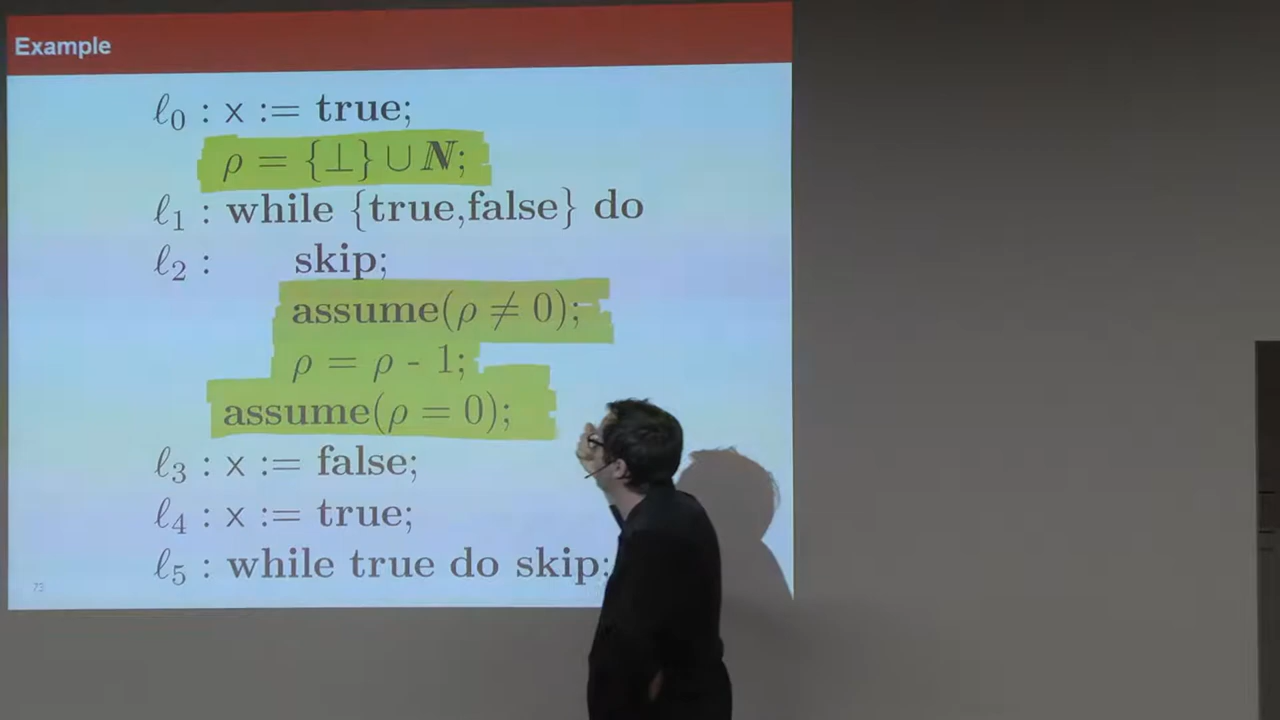 Example
ℓ₀ : x := true;
ρ = {⊥} ∪ ℕ;
ℓ₁ : while {true,false} do
ℓ₂ : skip;
assume(ρ ≠ 0);
ρ = ρ - 1;
assume(ρ = 0);
ℓ₃ : x := false;
ℓ₄ : x := true;
ℓ₅ : while true do skip;
73